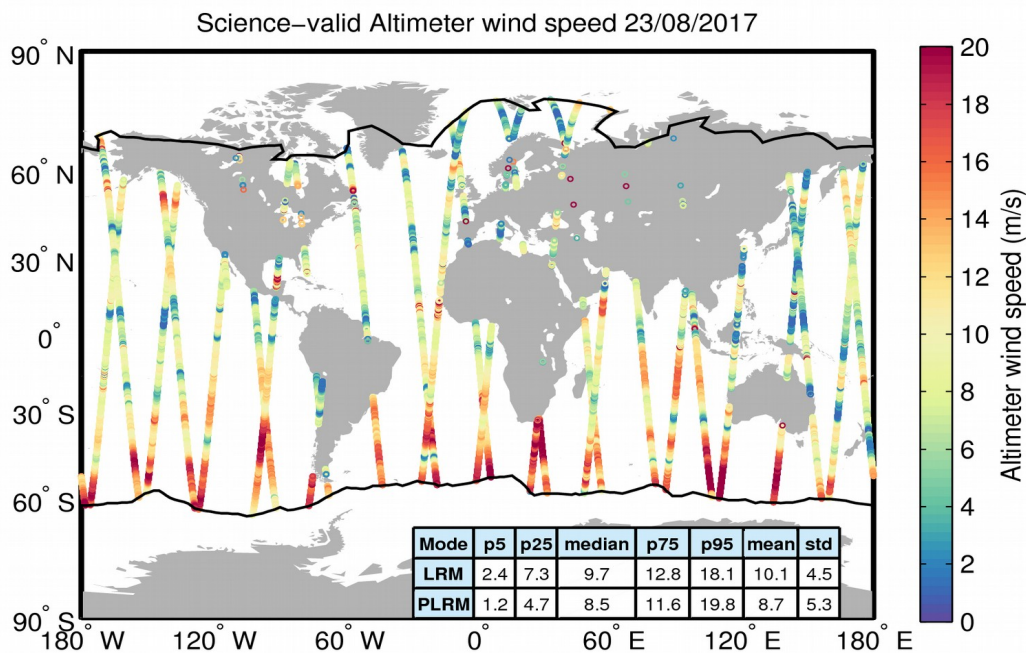 Science−valid Altimeter wind speed 23/08/2017
90° N
60° N
30° N
0°
30° S
60° S
90° S
180° W
120° W
60° W
0°
60° E
120° E
180° E
Mode p5 p25 median p75 p95 mean std
LRM 2.4 7.3 9.7 12.8 18.1 10.1 4.5
PLRM 1.2 4.7 8.5 11.6 19.8 8.7 5.3
20
18
16
14
12
10
8
6
4
2
0
Altimeter wind speed (m/s)